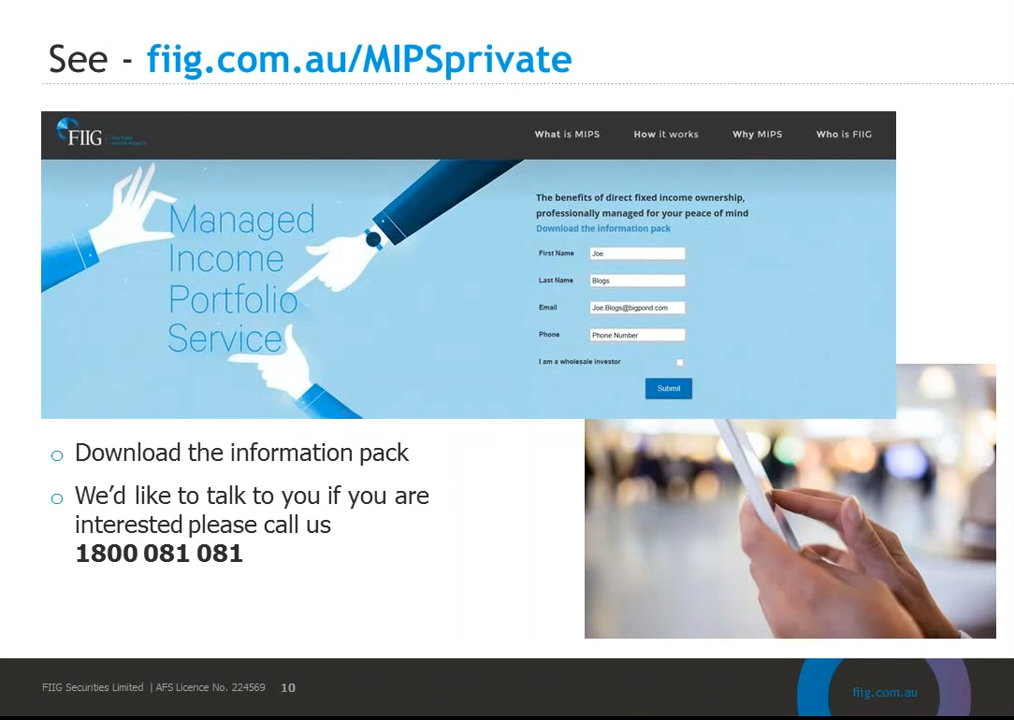 See - fiig.com.au/MIPSprivate
FIIG
What is MIPS
How it works
Why MIPS
Who is FIIG
Managed
Income
Portfolio
Service
The benefits of direct fixed income ownership,
professionally managed for your peace of mind
Download the information pack
First Name Joe
Last Name Blogs
Email Joe.Blogs@bigpond.com
Phone Phone Number
I am a wholesale investor
Submit
o Download the information pack
o We’d like to talk to you if you are
interested please call us
1800 081 081
FIIG Securities Limited | AFS Licence No. 224569 10
fiig.com.au